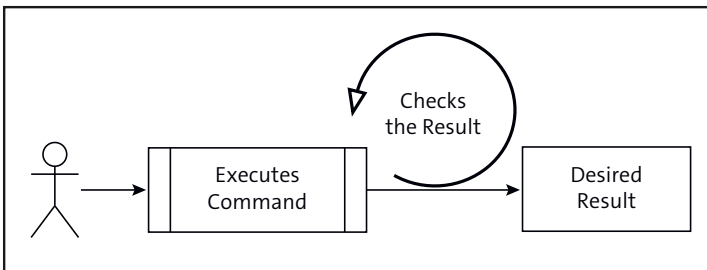 Checks
the Result
Executes
Command
Desired
Result